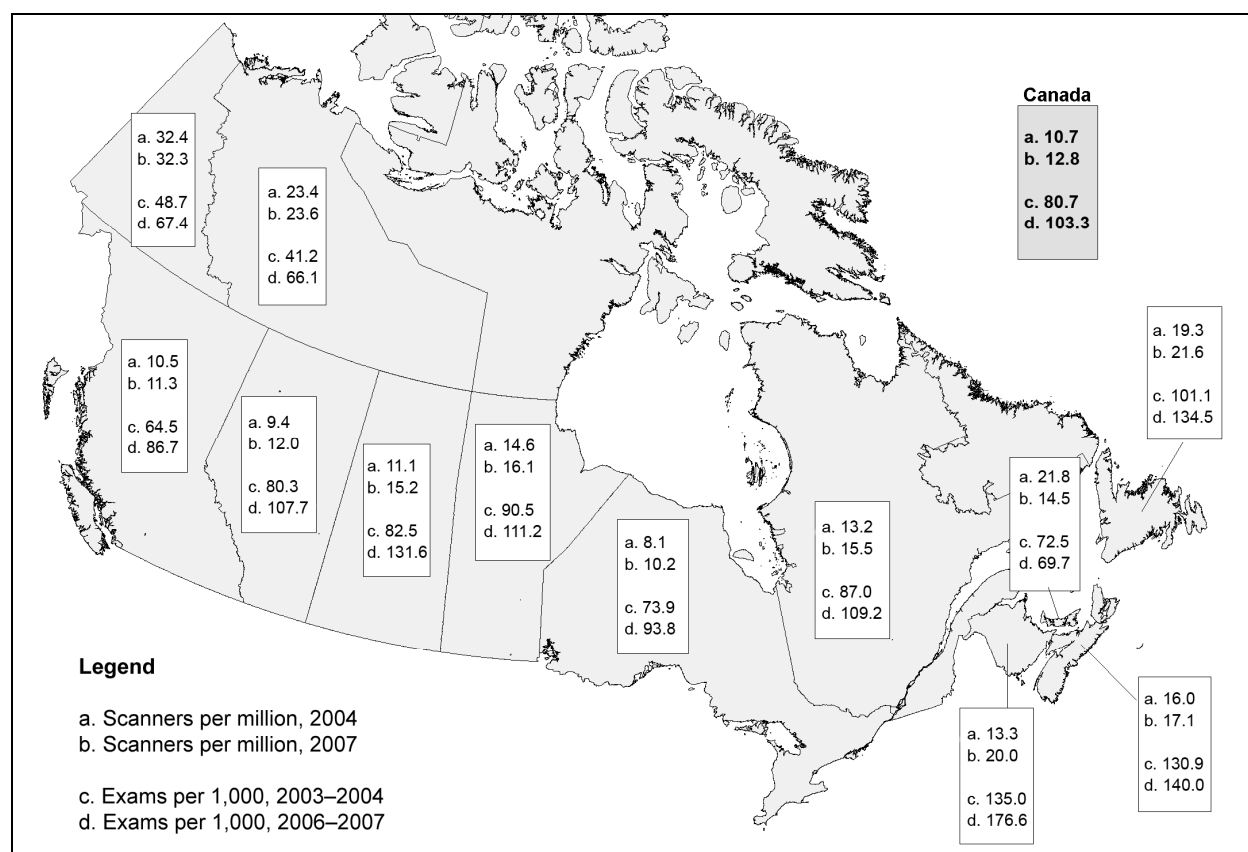 Canada
a. 10.7
b. 12.8
c. 80.7
d. 103.3
a. 32.4
b. 32.3
c. 48.7
d. 67.4
a. 23.4
b. 23.6
c. 41.2
d. 66.1
a. 10.5
b. 11.3
c. 64.5
d. 86.7
a. 9.4
b. 12.0
c. 80.3
d. 107.7
a. 11.1
b. 15.2
c. 82.5
d. 131.6
a. 14.6
b. 16.1
c. 90.5
d. 111.2
a. 8.1
b. 10.2
c. 73.9
d. 93.8
a. 13.2
b. 15.5
c. 87.0
d. 109.2
a. 21.8
b. 14.5
c. 72.5
d. 69.7
a. 19.3
b. 21.6
c. 101.1
d. 134.5
a. 13.3
b. 20.0
c. 135.0
d. 176.6
a. 16.0
b. 17.1
c. 130.9
d. 140.0
Legend
a. Scanners per million, 2004
b. Scanners per million, 2007
c. Exams per 1,000, 2003–2004
d. Exams per 1,000, 2006–2007